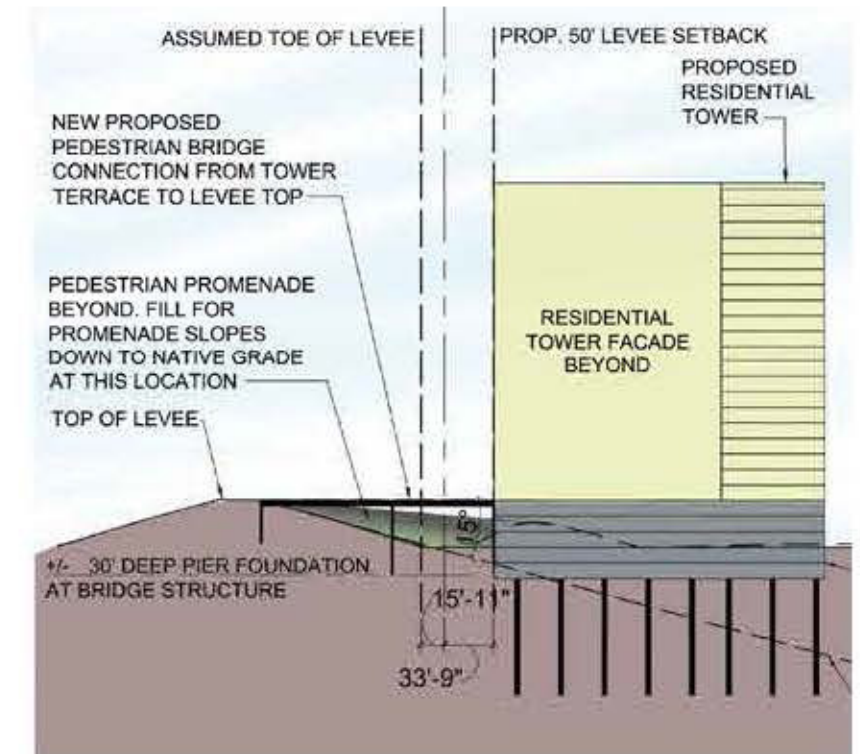 ASSUMED TOE OF LEVEE
PROP. 50' LEVEE SETBACK
PROPOSED
RESIDENTIAL
TOWER
NEW PROPOSED
PEDESTRIAN BRIDGE
CONNECTION FROM TOWER
TERRACE TO LEVEE TOP
PEDESTRIAN PROMENADE
BEYOND. FILL FOR
PROMENADE SLOPES
DOWN TO NATIVE GRADE
AT THIS LOCATION
TOP OF LEVEE
RESIDENTIAL
TOWER FACADE
BEYOND
15°
+/- 30' DEEP PIER FOUNDATION
AT BRIDGE STRUCTURE
15'-11"
33'-9"